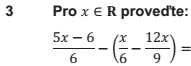 3 Pro x ∈ R proveďte:
(5x − 6)/6 − (x/6 − 12x/9) =